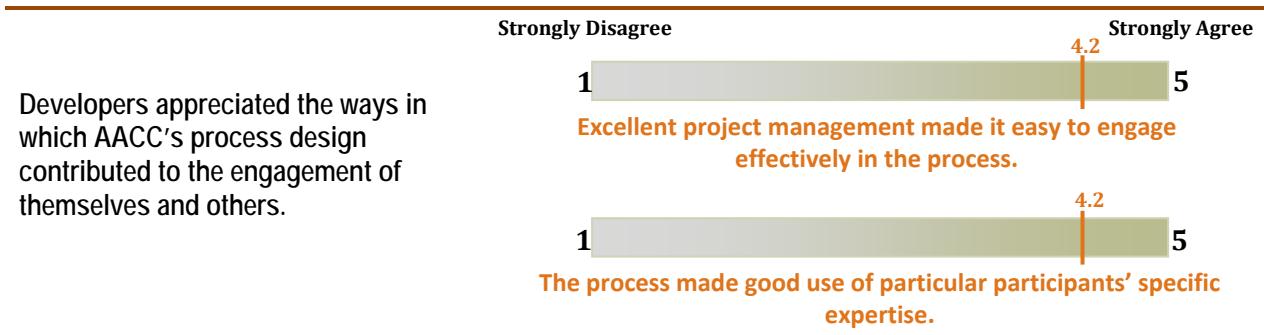 Strongly Disagree
Strongly Agree
4.2
1
5
Developers appreciated the ways in
which AACC's process design
contributed to the engagement of
themselves and others.
Excellent project management made it easy to engage
effectively in the process.
4.2
1
5
The process made good use of particular participants' specific
expertise.